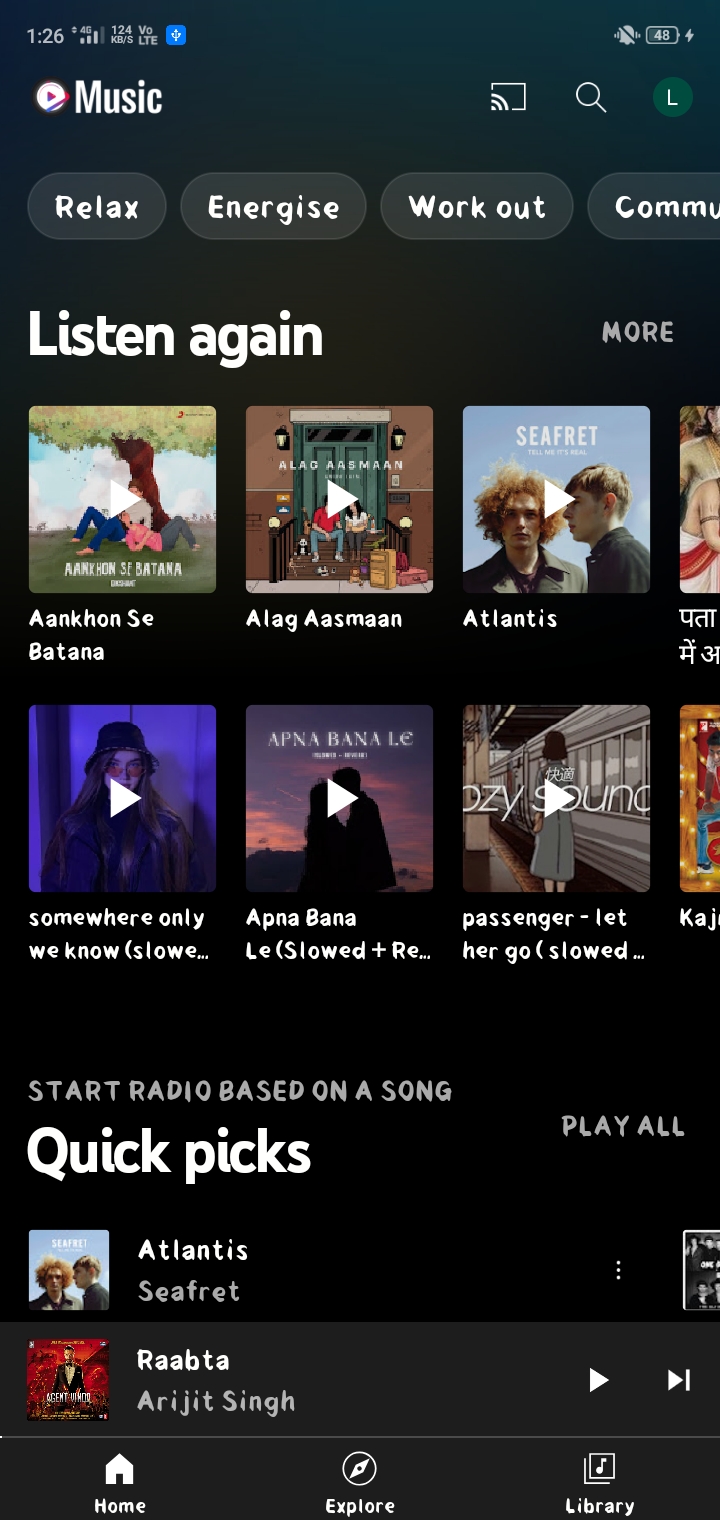 1:26 4G 124 KB/S Vo LTE 48
Music L
Relax Energise Work out Commu
Listen again MORE
AANKHON SE BATANA
ALAG AASMAAN
SEAFRET
TELL ME IT'S REAL
Aankhon Se
Batana
Alag Aasmaan
Atlantis
पता
में अ
APNA BANA LE
快適
ozy sound
somewhere only
we know (slowe...
Apna Bana
Le (Slowed + Re...
passenger - let
her go ( slowed ...
Kajr
START RADIO BASED ON A SONG
Quick picks PLAY ALL
SEAFRET
Atlantis
Seafret
AGENT VINOD
Raabta
Arijit Singh
Home Explore Library